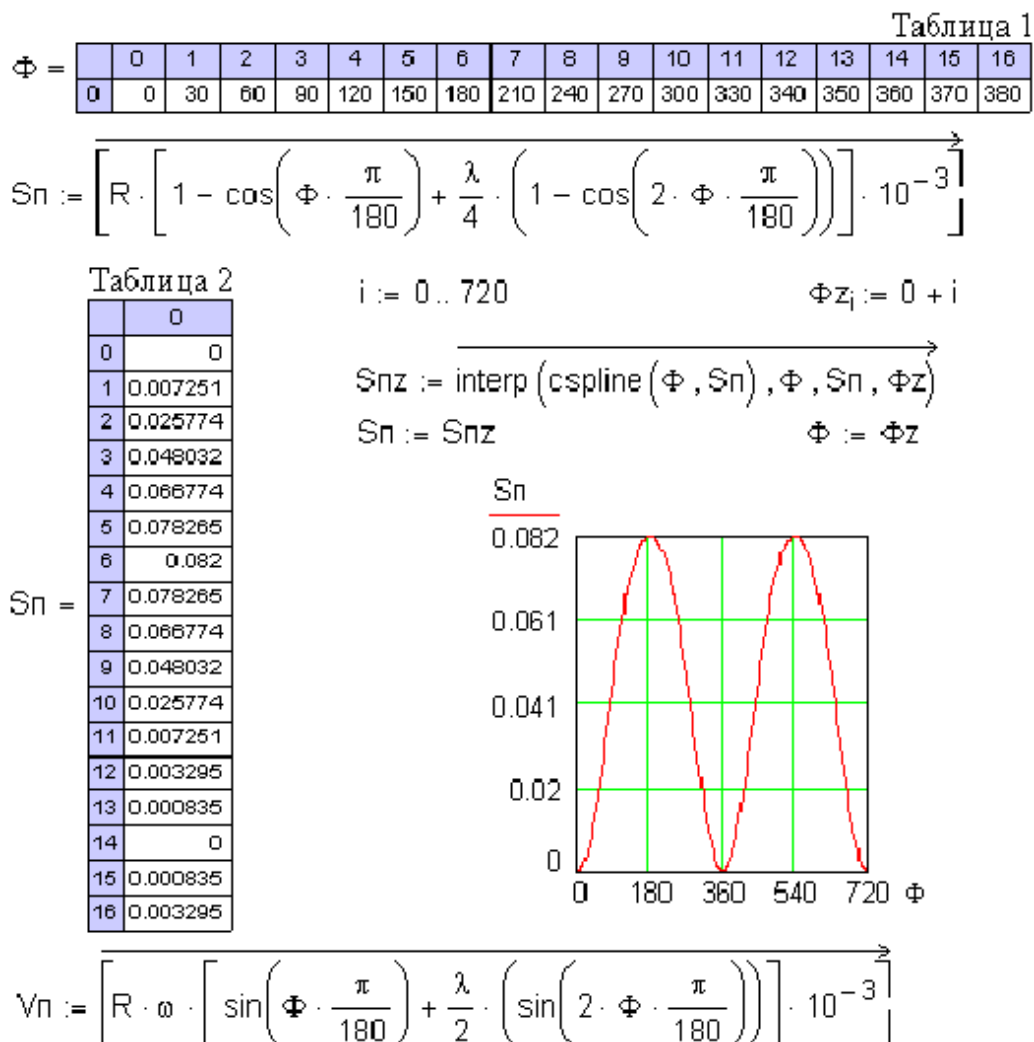 Таблица 1
Φ =
0 1 2 3 4 5 6 7 8 9 10 11 12 13 14 15 16
0 0 30 60 90 120 150 180 210 240 270 300 330 340 350 360 370 380
Sп := [R · [1 − cos(Φ · π/180) + λ/4 · (1 − cos(2 · Φ · π/180))] · 10^−3]
Таблица 2
i := 0 .. 720 Φz_i := 0 + i
Sпz := interp(cspline(Φ, Sп), Φ, Sп, Φz)
Sп := Sпz Φ := Φz
Sп =
0
0 0
1 0.007251
2 0.025774
3 0.048032
4 0.066774
5 0.078265
6 0.082
7 0.078265
8 0.066774
9 0.048032
10 0.025774
11 0.007251
12 0.003295
13 0.000835
14 0
15 0.000835
16 0.003295
Sп
0.082
0.061
0.041
0.02
0
0 180 360 540 720 Φ
Vп := [R · ω · [sin(Φ · π/180) + λ/2 · (sin(2 · Φ · π/180))] · 10^−3]